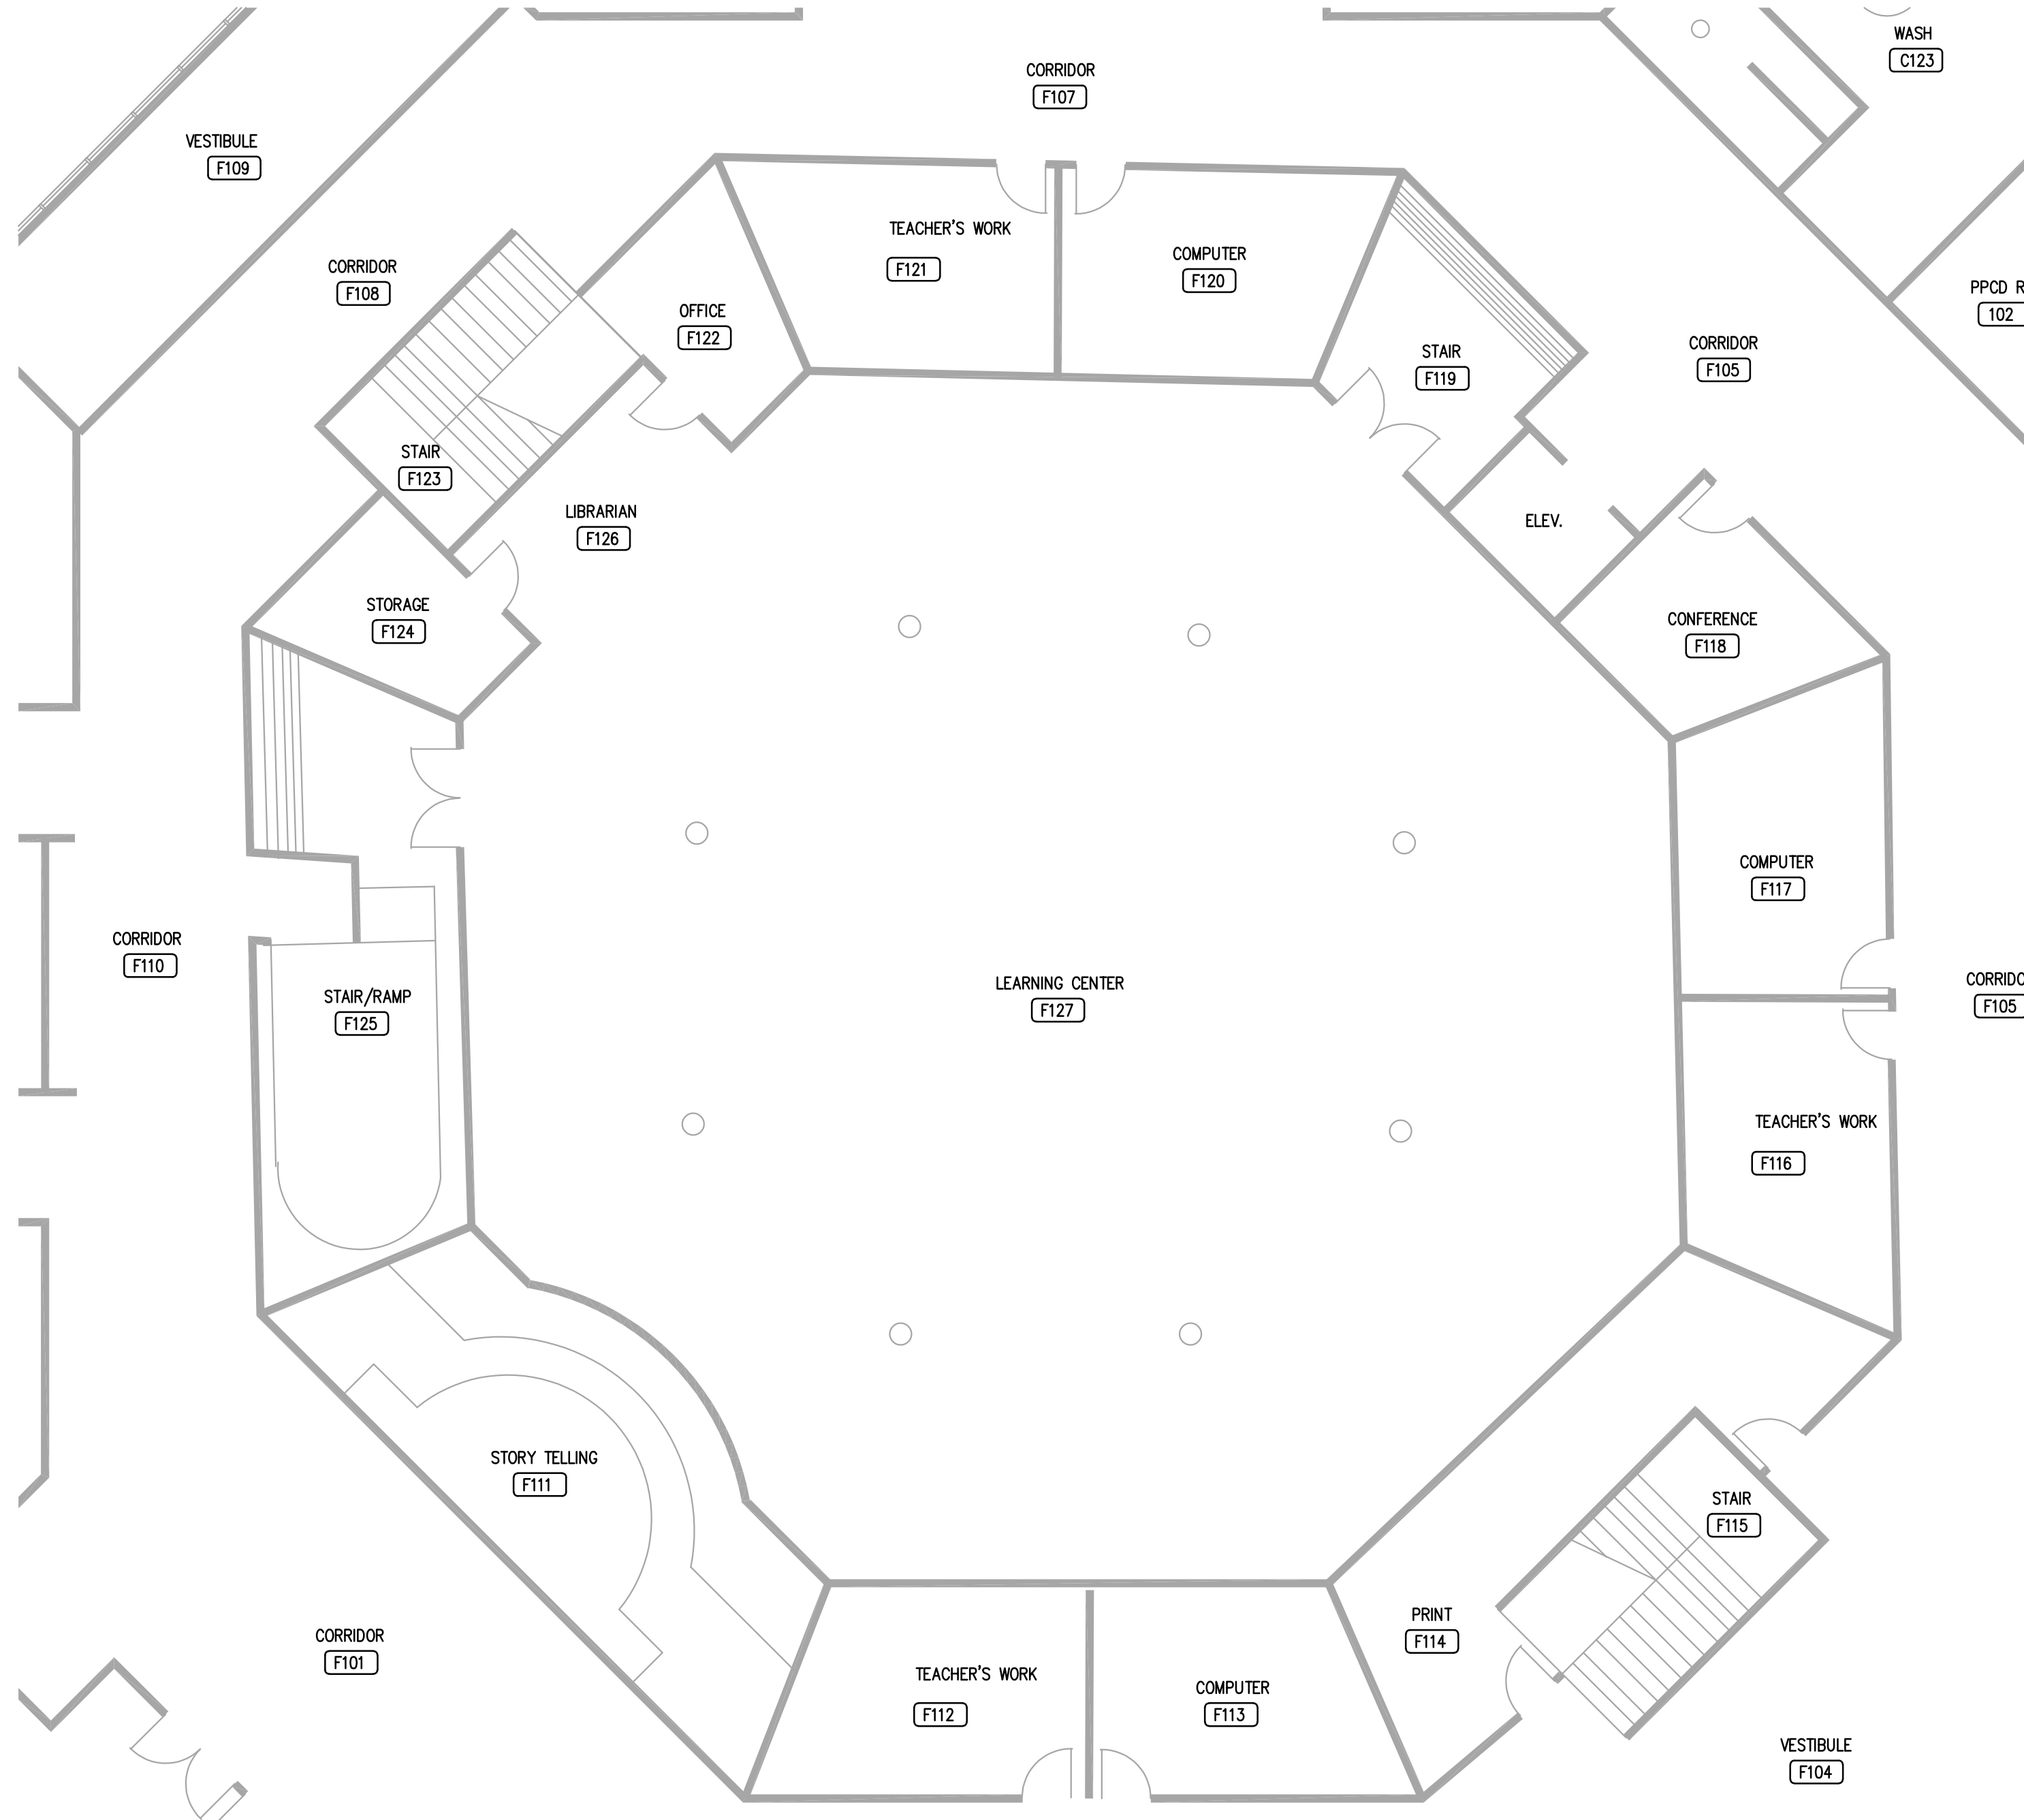 WASH
C123
CORRIDOR
F107
VESTIBULE
F109
TEACHER'S WORK
F121
COMPUTER
F120
CORRIDOR
F108
PPCD R
102
OFFICE
F122
STAIR
F119
CORRIDOR
F105
STAIR
F123
LIBRARIAN
F126
ELEV.
STORAGE
F124
CONFERENCE
F118
COMPUTER
F117
CORRIDOR
F110
LEARNING CENTER
F127
CORRIDO
F105
STAIR/RAMP
F125
TEACHER'S WORK
F116
STORY TELLING
F111
STAIR
F115
CORRIDOR
F101
PRINT
F114
TEACHER'S WORK
F112
COMPUTER
F113
VESTIBULE
F104